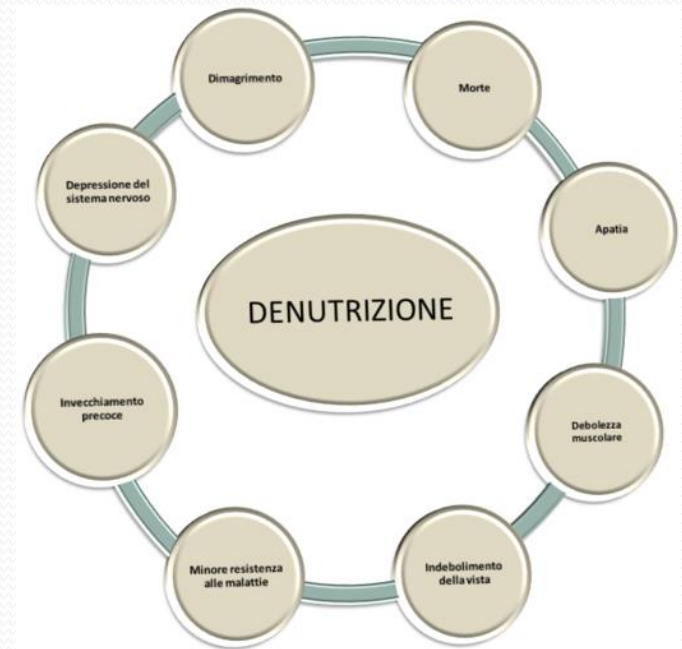 Dimagrimento
Morte
Depressione del
sistema nervoso
Apatia
DENUTRIZIONE
Invecchiamento
precoce
Debolezza
muscolare
Minore resistenza
alle malattie
Indebolimento
della vista